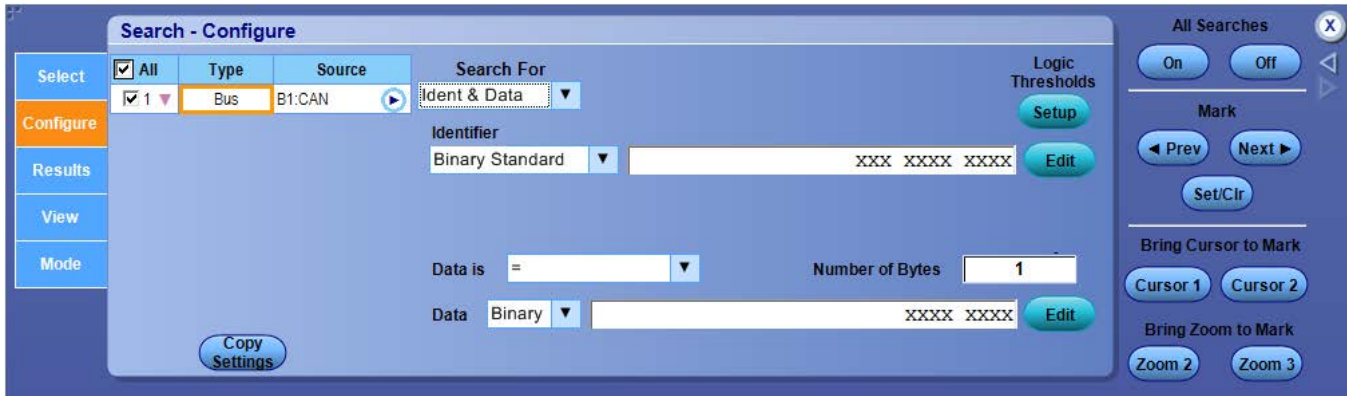 Search - Configure
Select
Configure
Results
View
Mode
All Type Source
1 Bus B1:CAN
Search For
Ident & Data
Logic
Thresholds
Setup
Identifier
Binary Standard XXX XXXX XXXX Edit
Data is = Number of Bytes 1
Data Binary XXXX XXXX Edit
Copy
Settings
All Searches
X
On Off
Mark
Prev Next
Set/Clr
Bring Cursor to Mark
Cursor 1 Cursor 2
Bring Zoom to Mark
Zoom 2 Zoom 3